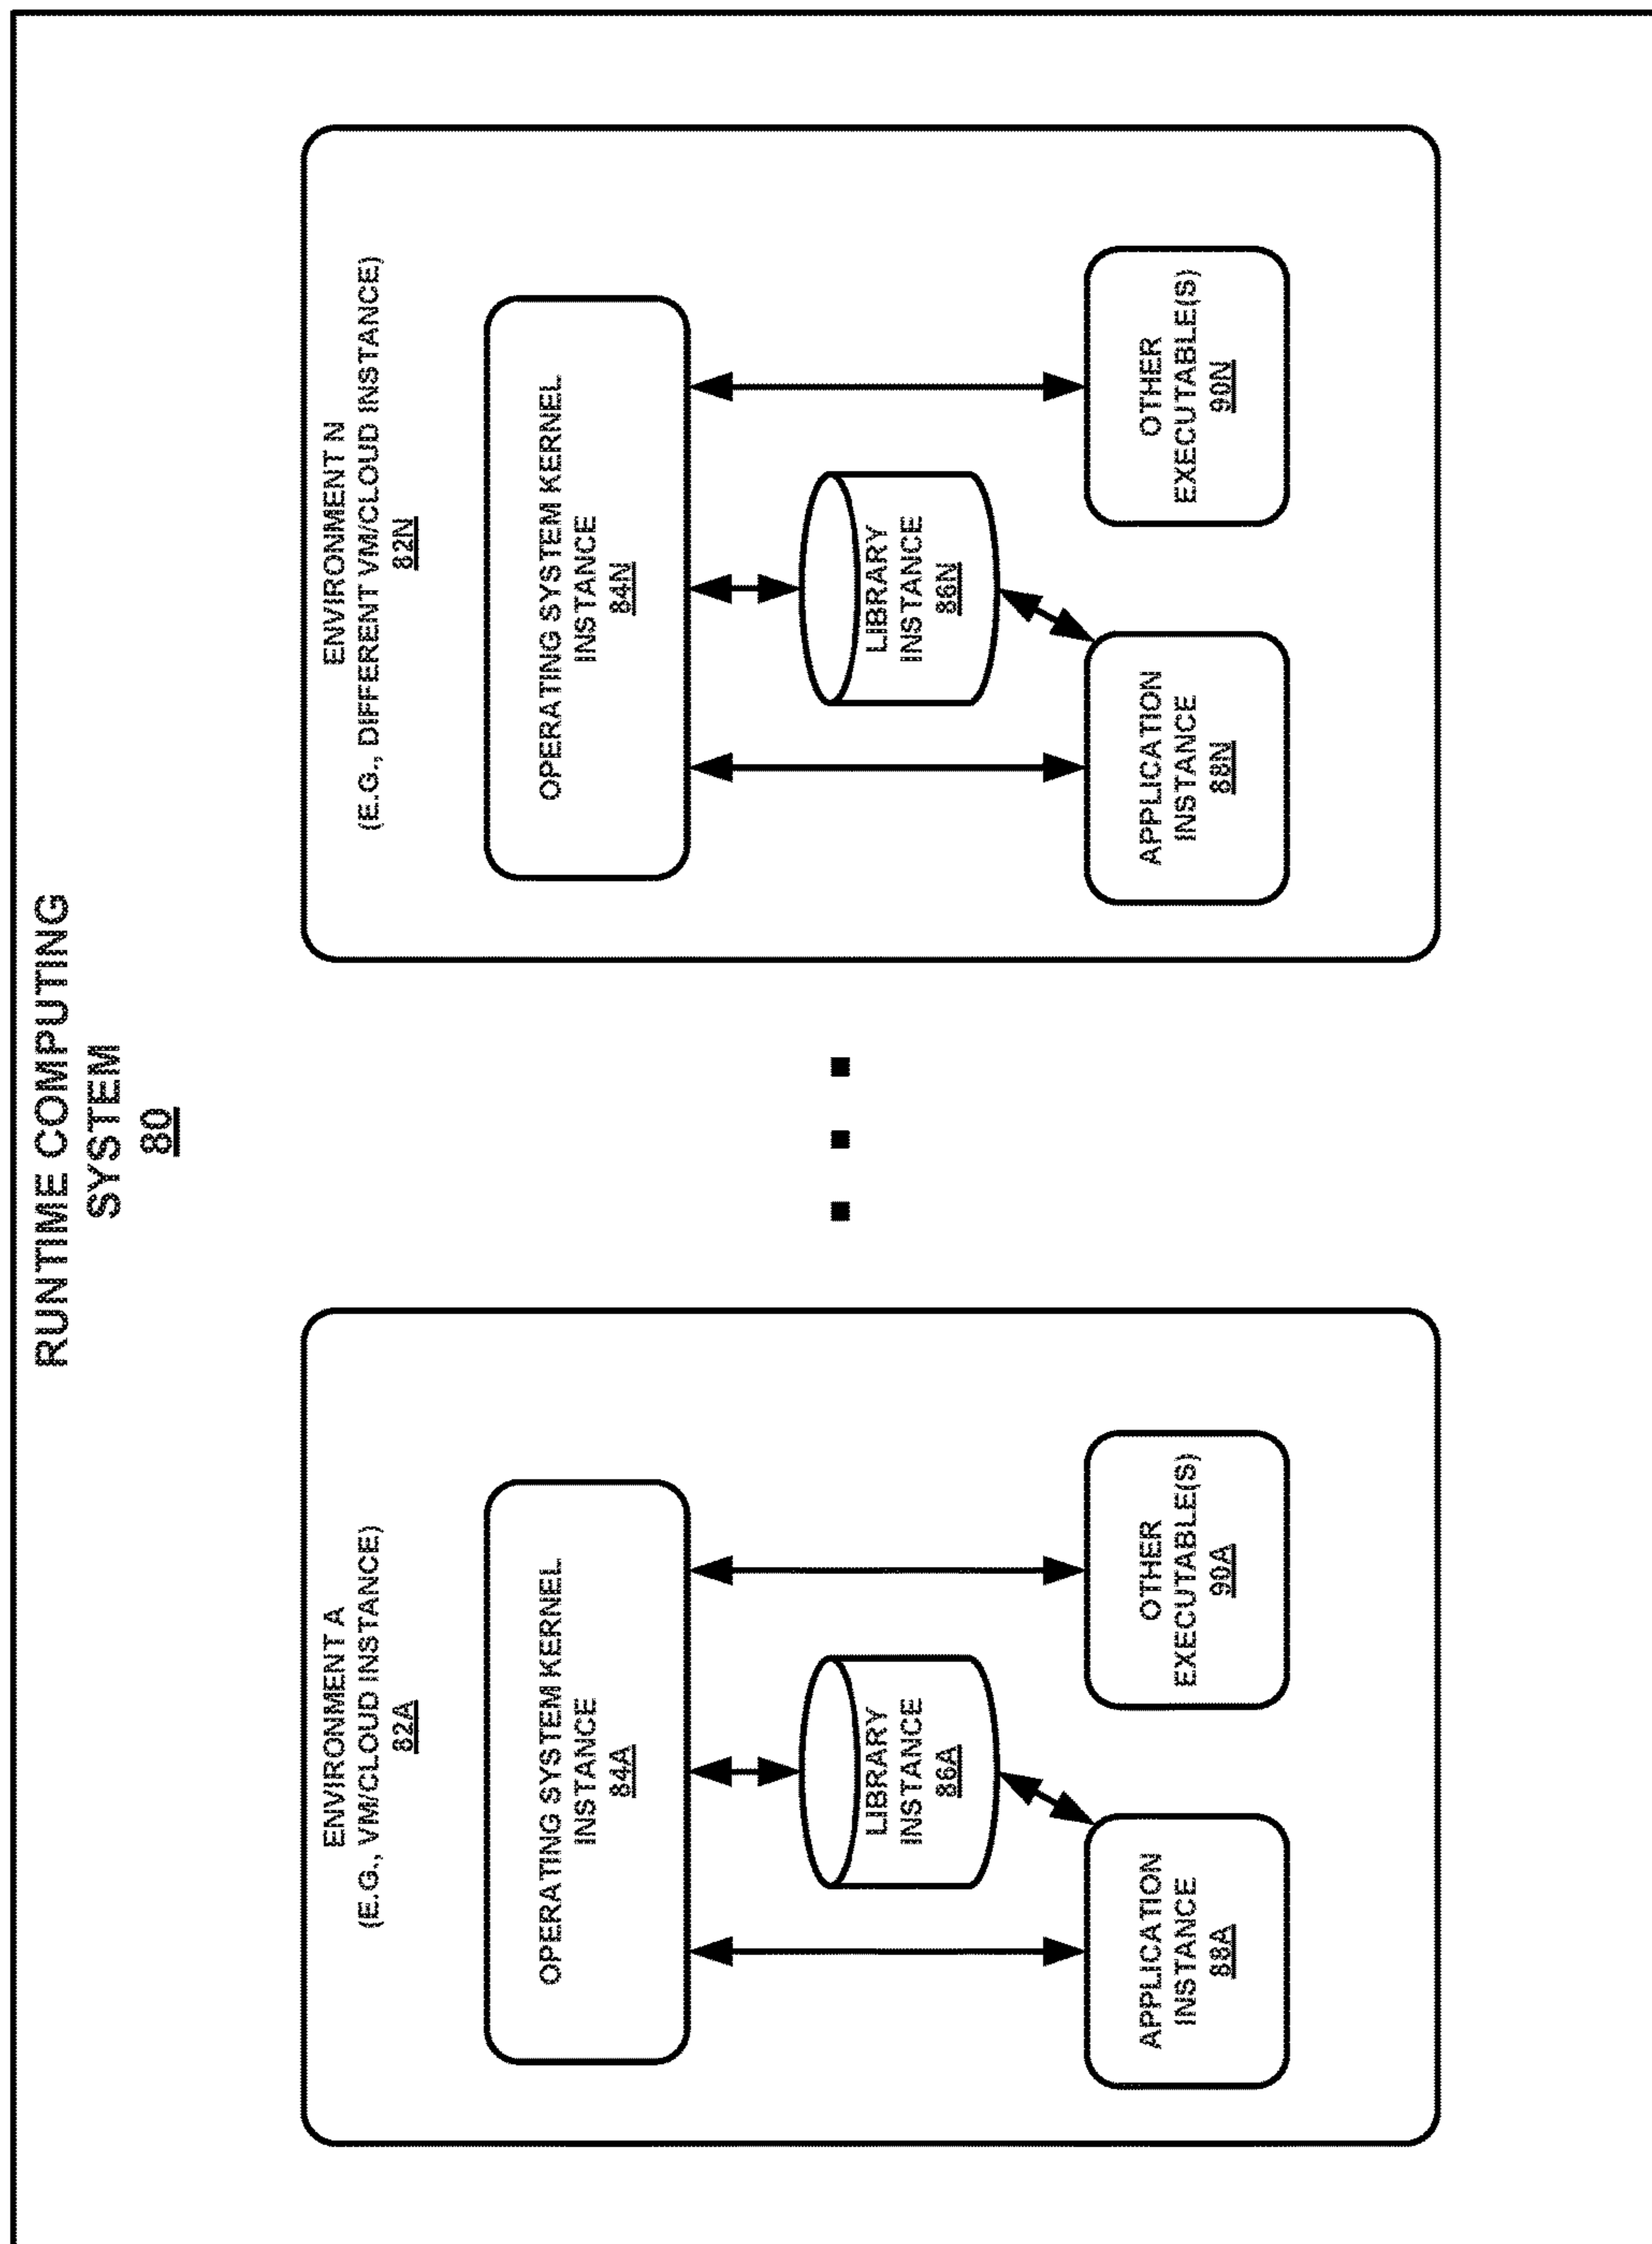 RUNTIME COMPUTING
SYSTEM
80
ENVIRONMENT A
(E.G., VM/CLOUD INSTANCE)
82A
OPERATING SYSTEM KERNEL
INSTANCE
84A
LIBRARY
INSTANCE
86A
APPLICATION
INSTANCE
88A
OTHER
EXECUTABLE(S)
90A
ENVIRONMENT N
(E.G., DIFFERENT VM/CLOUD INSTANCE)
82N
OPERATING SYSTEM KERNEL
INSTANCE
84N
LIBRARY
INSTANCE
86N
APPLICATION
INSTANCE
88N
OTHER
EXECUTABLE(S)
90N